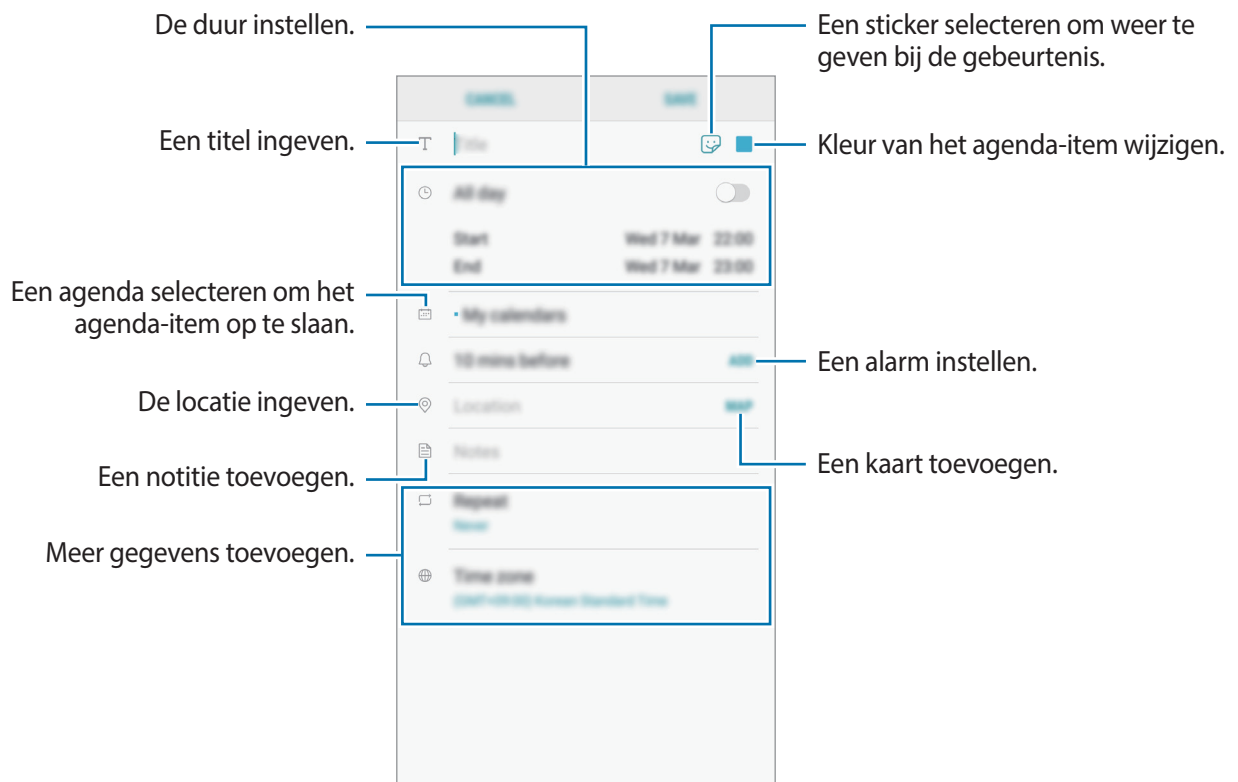 De duur instellen.
Een sticker selecteren om weer te
geven bij de gebeurtenis.
CANCEL
SAVE
Een titel ingeven.
Title
Kleur van het agenda-item wijzigen.
All day
Start
Wed 7 Mar 22:00
End
Wed 7 Mar 23:00
Een agenda selecteren om het
agenda-item op te slaan.
My calendars
10 mins before
ADD
Een alarm instellen.
De locatie ingeven.
Location
MAP
Een notitie toevoegen.
Notes
Een kaart toevoegen.
Repeat
Never
Meer gegevens toevoegen.
Time zone
(GMT+09:00) Korean Standard Time